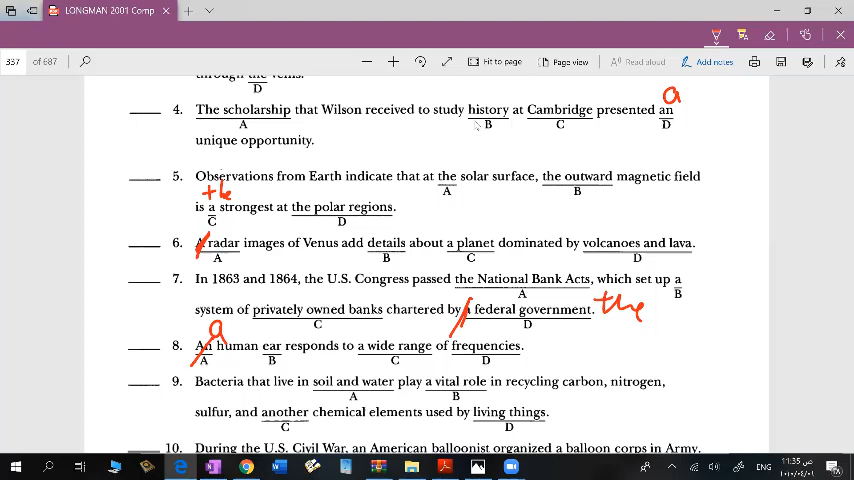 LONGMAN 2001 Comp
337 of 687
Fit to page
Page view
Read aloud
Add notes
through the veins.
D
a
4. The scholarship that Wilson received to study history at Cambridge presented an
A B C D
unique opportunity.
5. Observations from Earth indicate that at the solar surface, the outward magnetic field
A B
the
is a strongest at the polar regions.
C D
6. A radar images of Venus add details about a planet dominated by volcanoes and lava.
A B C D
7. In 1863 and 1864, the U.S. Congress passed the National Bank Acts, which set up a
A B
system of privately owned banks chartered by a federal government. the
C D
a
8. An human ear responds to a wide range of frequencies.
A B C D
9. Bacteria that live in soil and water play a vital role in recycling carbon, nitrogen,
A B
sulfur, and another chemical elements used by living things.
C D
10. During the U.S. Civil War, an American balloonist organized a balloon corps in Army.
ENG
11:35 ص